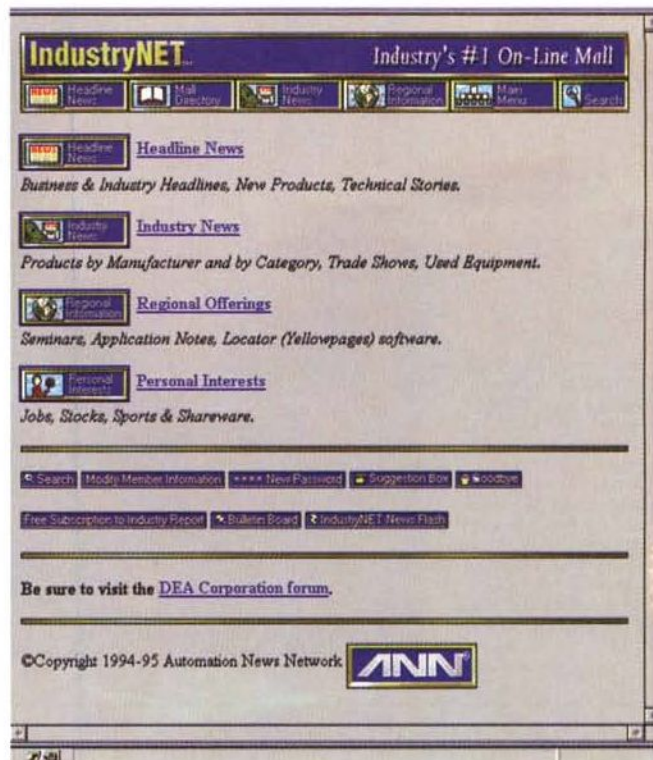 IndustryNET™ Industry's #1 On-Line Mall
Headline News Mall Directory Industry News Regional Information Main Menu Search
Headline News Headline News
Business & Industry Headlines, New Products, Technical Stories.
Industry News Industry News
Products by Manufacturer and by Category, Trade Shows, Used Equipment.
Regional Information Regional Offerings
Seminars, Application Notes, Locator (Yellowpages) software.
Personal Interests Personal Interests
Jobs, Stocks, Sports & Shareware.
Search Modify Member Information **** New Password Suggestion Box Goodbye
Free Subscription to Industry Report Bulletin Board IndustryNET News Flash
Be sure to visit the DEA Corporation forum.
©Copyright 1994-95 Automation News Network ANN